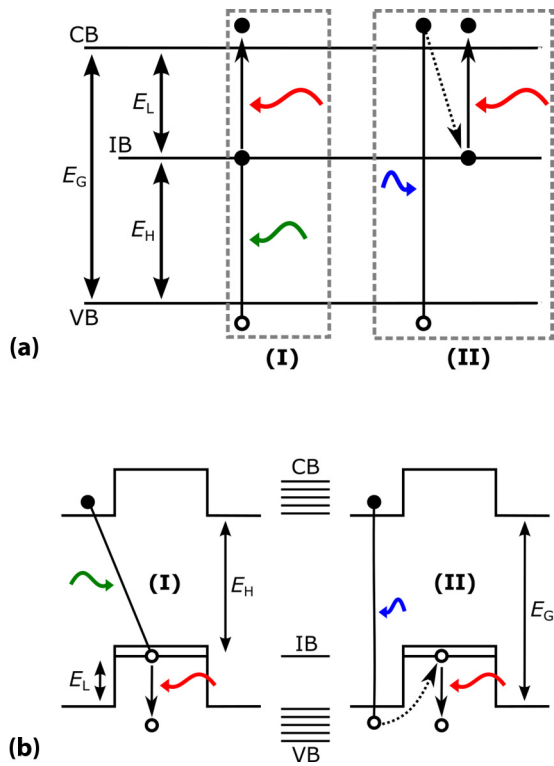 CB
E_L
IB
E_G
E_H
VB
(a)
(I)
(II)
CB
(I)
E_H
(II)
E_G
IB
E_L
VB
(b)